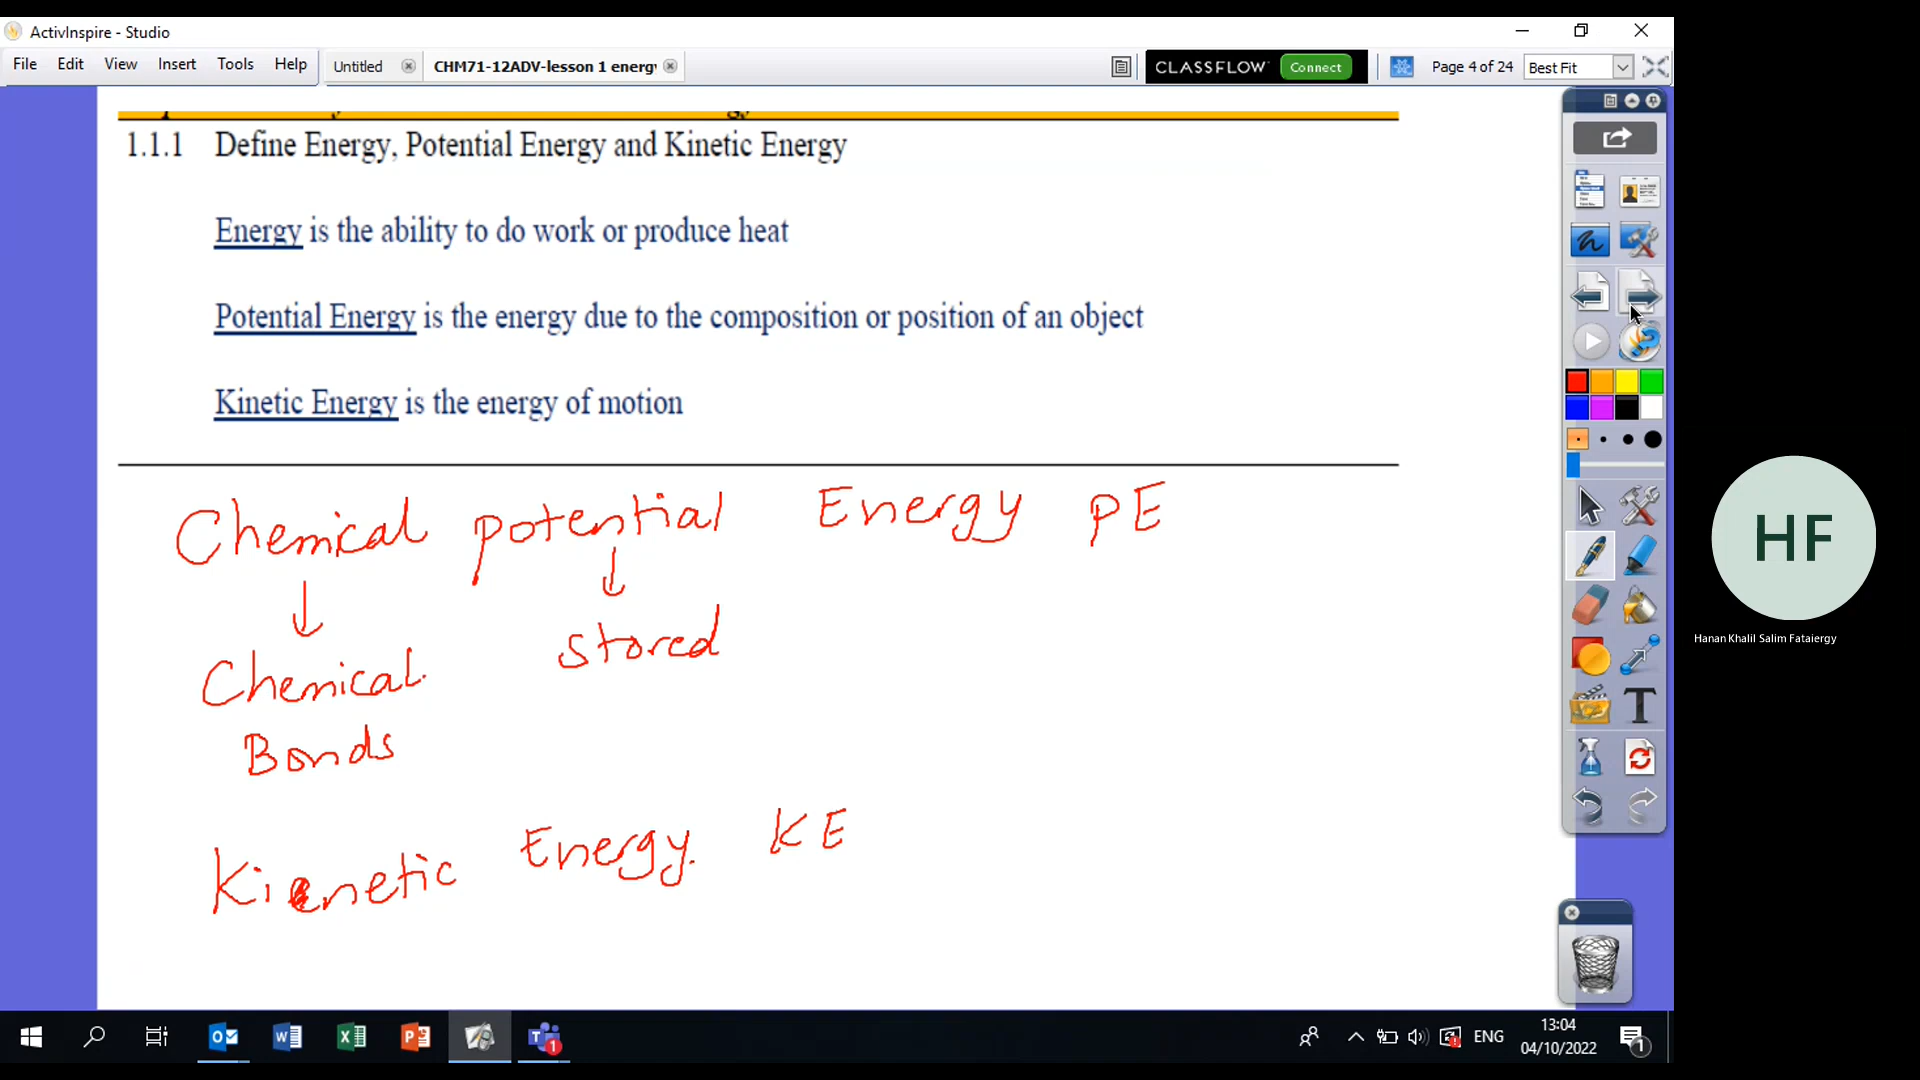 ActivInspire - Studio
File Edit View Insert Tools Help
Untitled
CHM71-12ADV-lesson 1 energy
CLASSFLOW Connect
Page 4 of 24
Best Fit
1.1.1 Define Energy, Potential Energy and Kinetic Energy
Energy is the ability to do work or produce heat
Potential Energy is the energy due to the composition or position of an object
Kinetic Energy is the energy of motion
Chemical potential Energy PE
stored
Chemical
Bonds
Kinetic Energy. KE
HF
Hanan Khalil Salim Fataiergy
ENG
13:04
04/10/2022
1
1